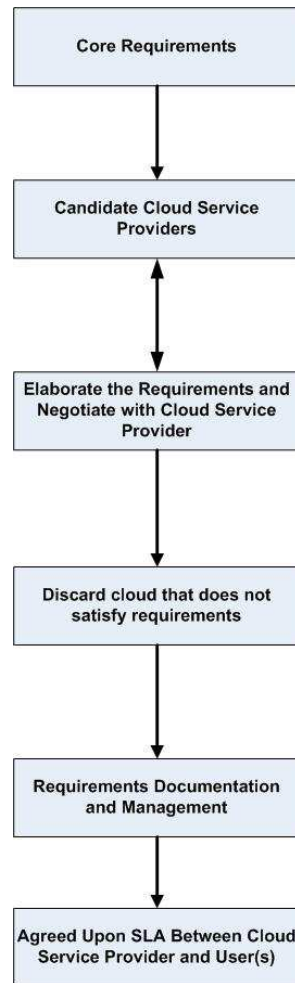 Core Requirements
Candidate Cloud Service
Providers
Elaborate the Requirements and
Negotiate with Cloud Service
Provider
Discard cloud that does not
satisfy requirements
Requirements Documentation
and Management
Agreed Upon SLA Between Cloud
Service Provider and User(s)